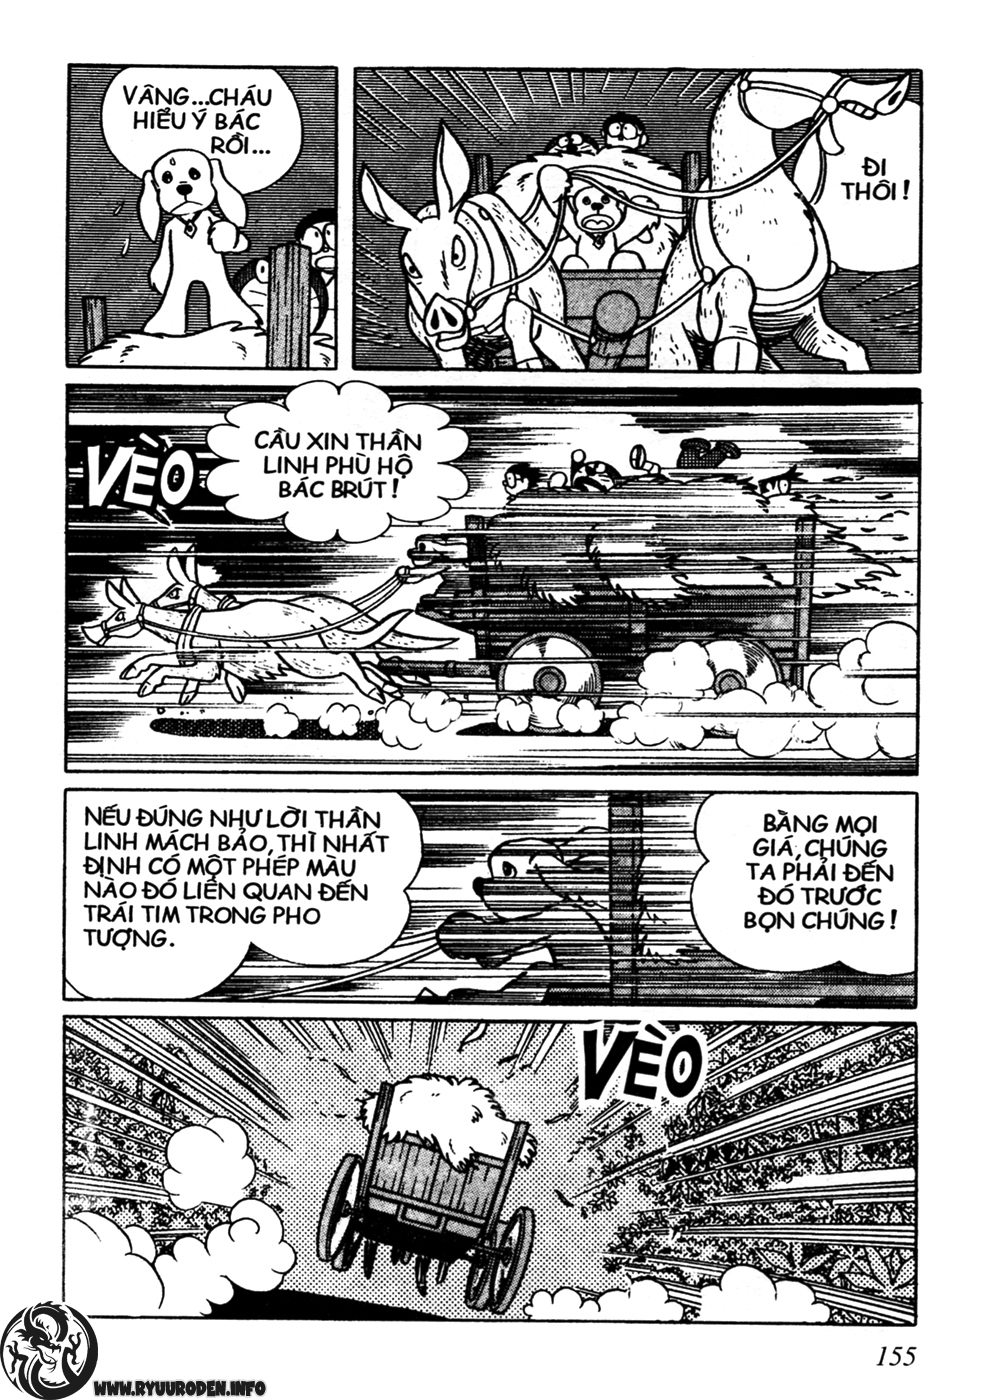 VÂNG...CHÁU
HIỂU Ý BÁC
RỒI...
ĐI
THÔI!
VÈO
CẦU XIN THẦN
LINH PHÙ HỘ
BÁC BRÚT!
NẾU ĐÚNG NHƯ LỜI THẦN
LINH MÁCH BẢO, THÌ NHẤT
ĐỊNH CÓ MỘT PHÉP MÀU
NÀO ĐÓ LIÊN QUAN ĐẾN
TRÁI TIM TRONG PHO
TƯỢNG.
BẰNG MỌI
GIÁ, CHÚNG
TA PHẢI ĐẾN
ĐÓ TRƯỚC
BỌN CHÚNG!
VÈO
155
WWW.RYUURODEN.INFO